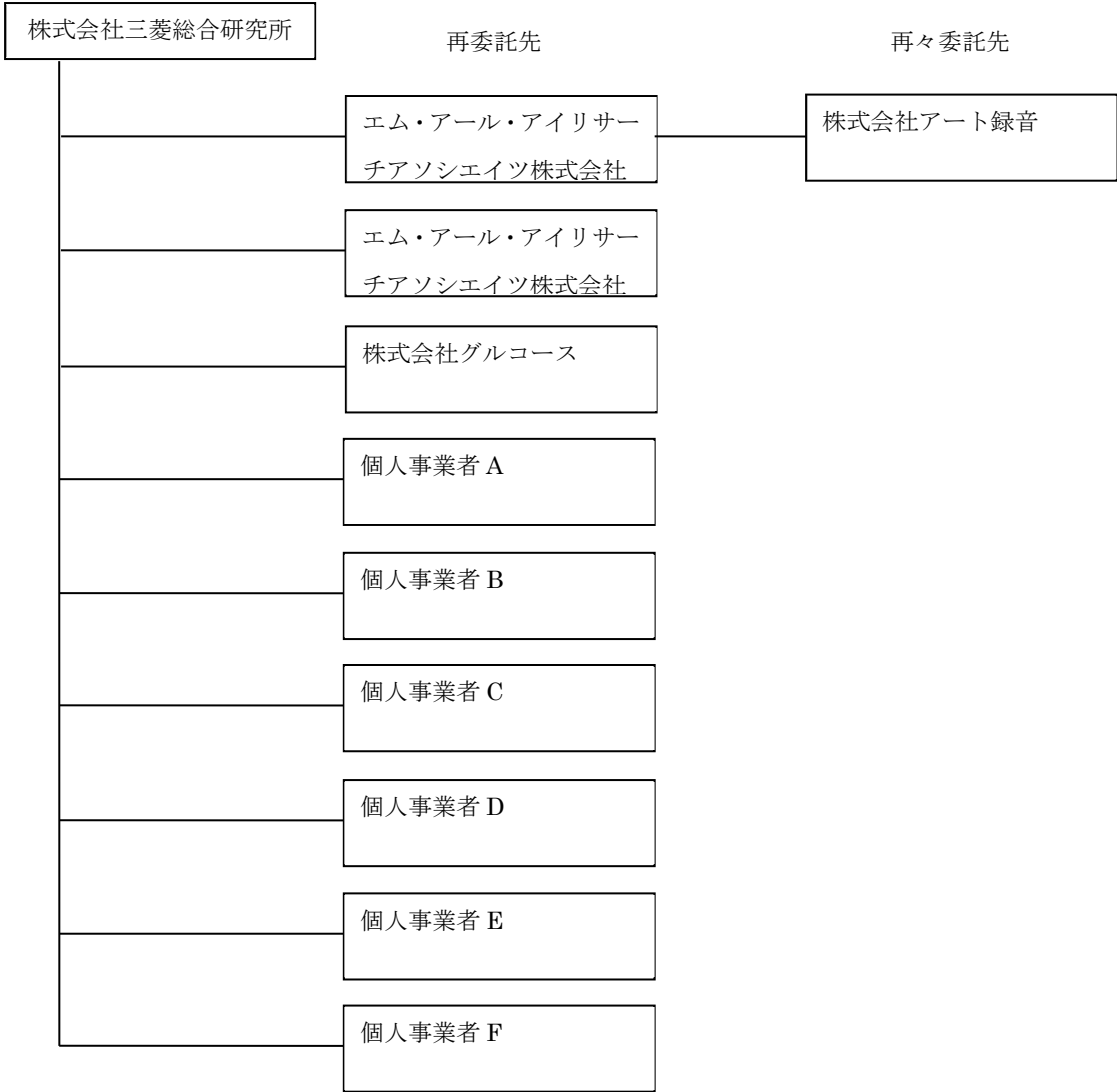 株式会社三菱総合研究所
再委託先
再々委託先
エム・アール・アイリサー
チアソシエイツ株式会社
株式会社アート録音
エム・アール・アイリサー
チアソシエイツ株式会社
株式会社グルコース
個人事業者 A
個人事業者 B
個人事業者 C
個人事業者 D
個人事業者 E
個人事業者 F